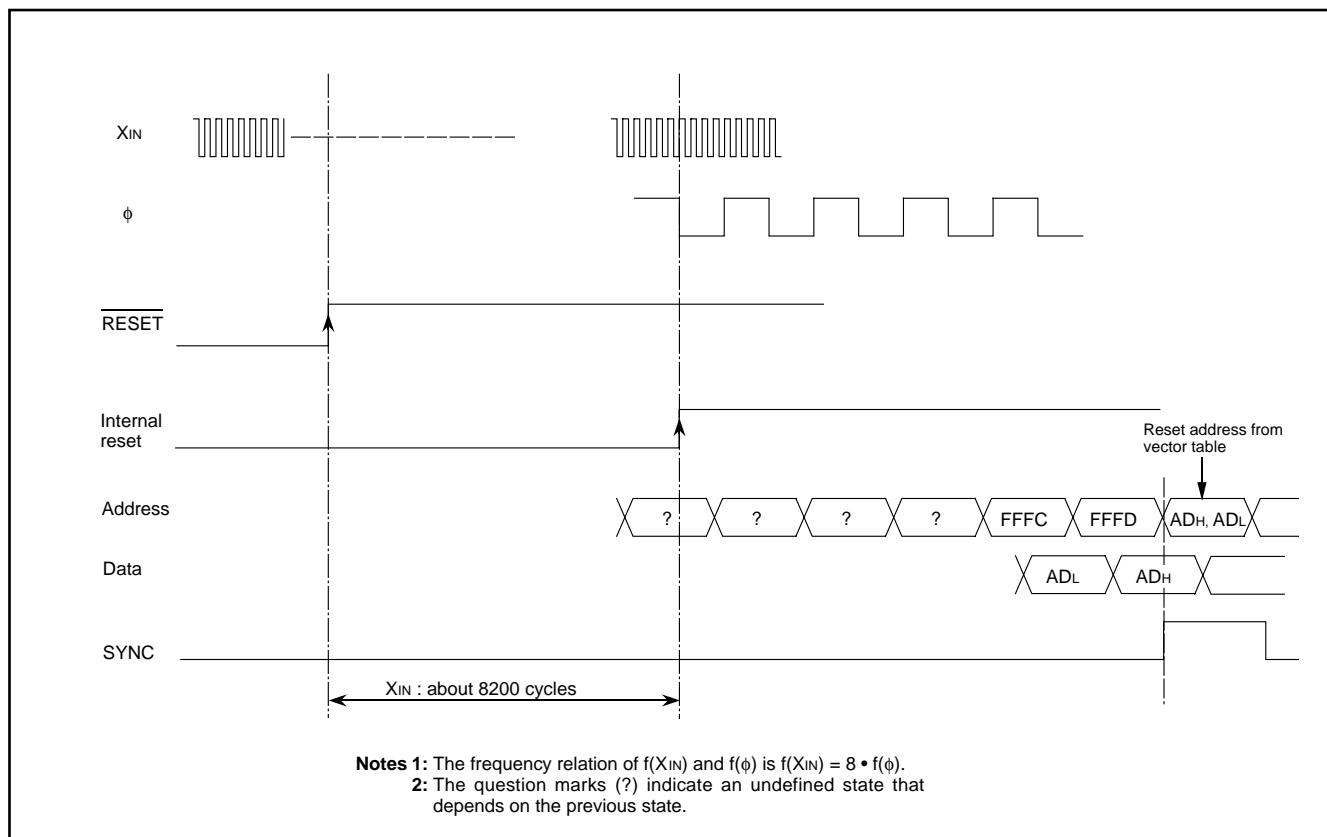 XIN
ϕ
RESET
Internal
reset
Reset address from
vector table
Address
? ? ? ? FFFC FFFD ADH, ADL
Data
ADL ADH
SYNC
XIN : about 8200 cycles
Notes 1: The frequency relation of f(XIN) and f(ϕ) is f(XIN) = 8 • f(ϕ).
2: The question marks (?) indicate an undefined state that
depends on the previous state.